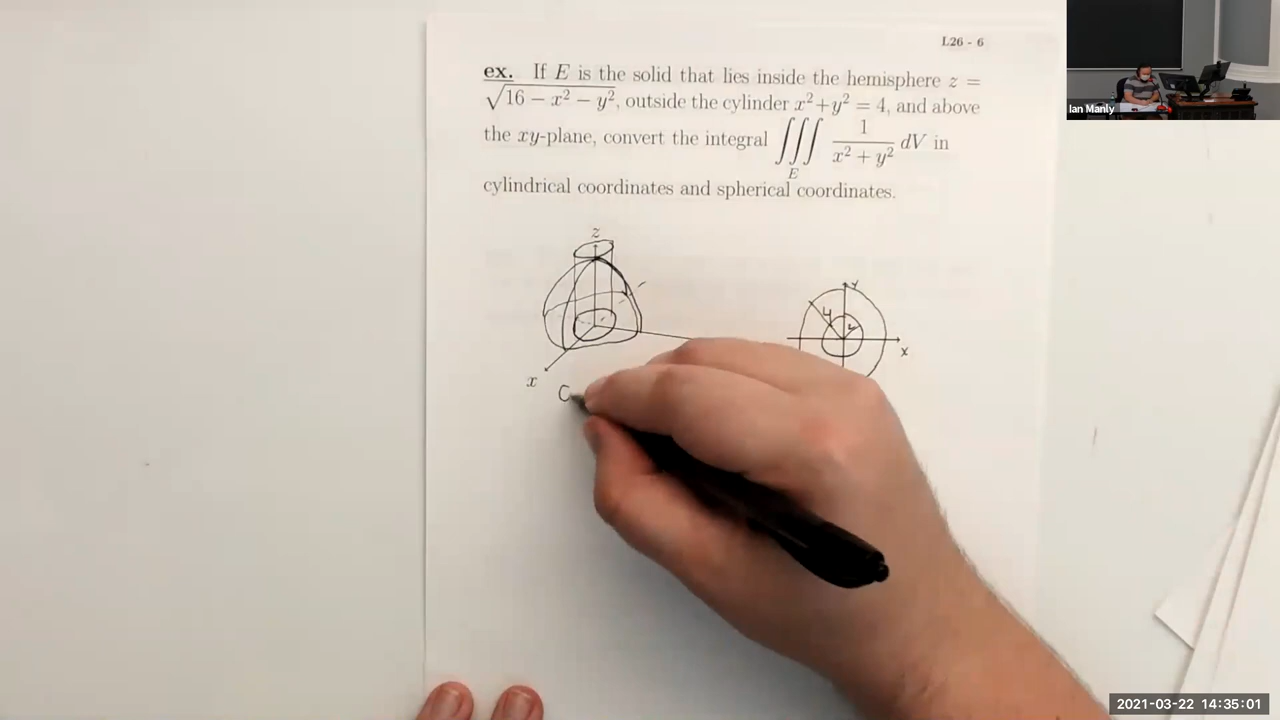 L26 - 6
ex. If E is the solid that lies inside the hemisphere z =
√16 − x² − y², outside the cylinder x²+y² = 4, and above
the xy-plane, convert the integral ∭_E 1/(x² + y²) dV in
cylindrical coordinates and spherical coordinates.
z
x
C
y
4
2
x
Ian Manly
2021-03-22 14:35:01